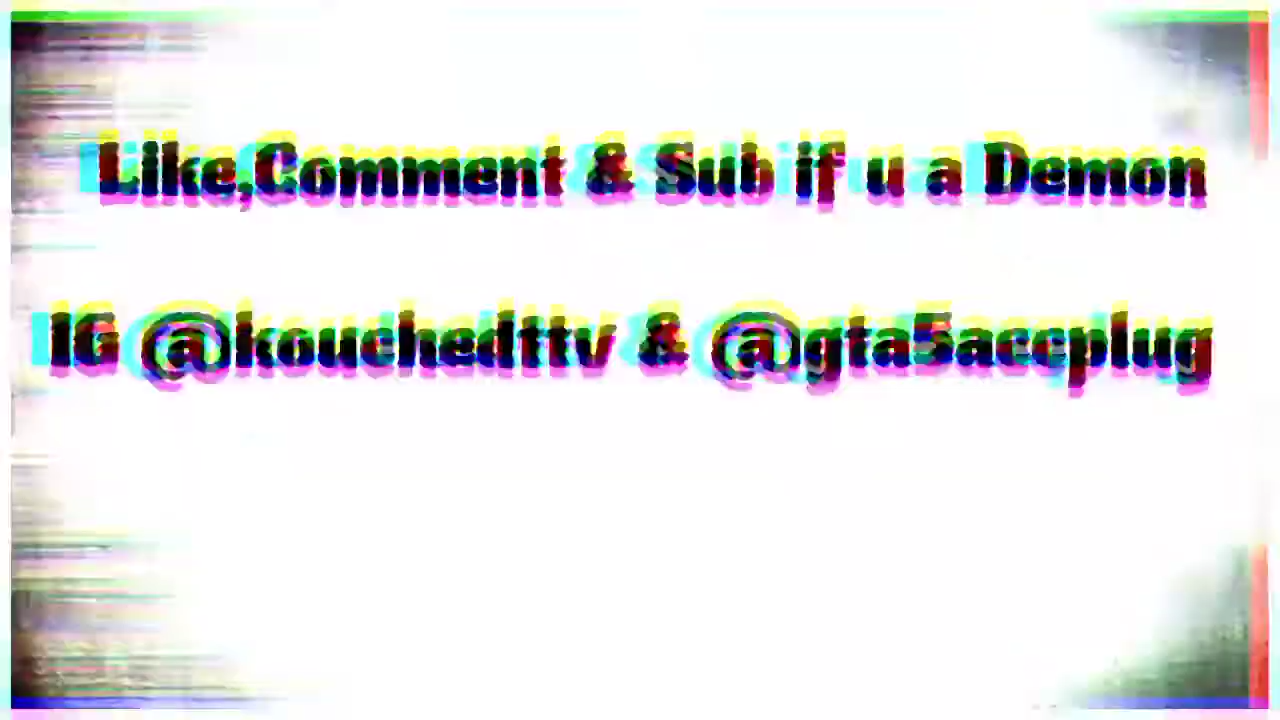 Like,Comment & Sub if u a Demon
IG @kouchedttv & @gta5accplug